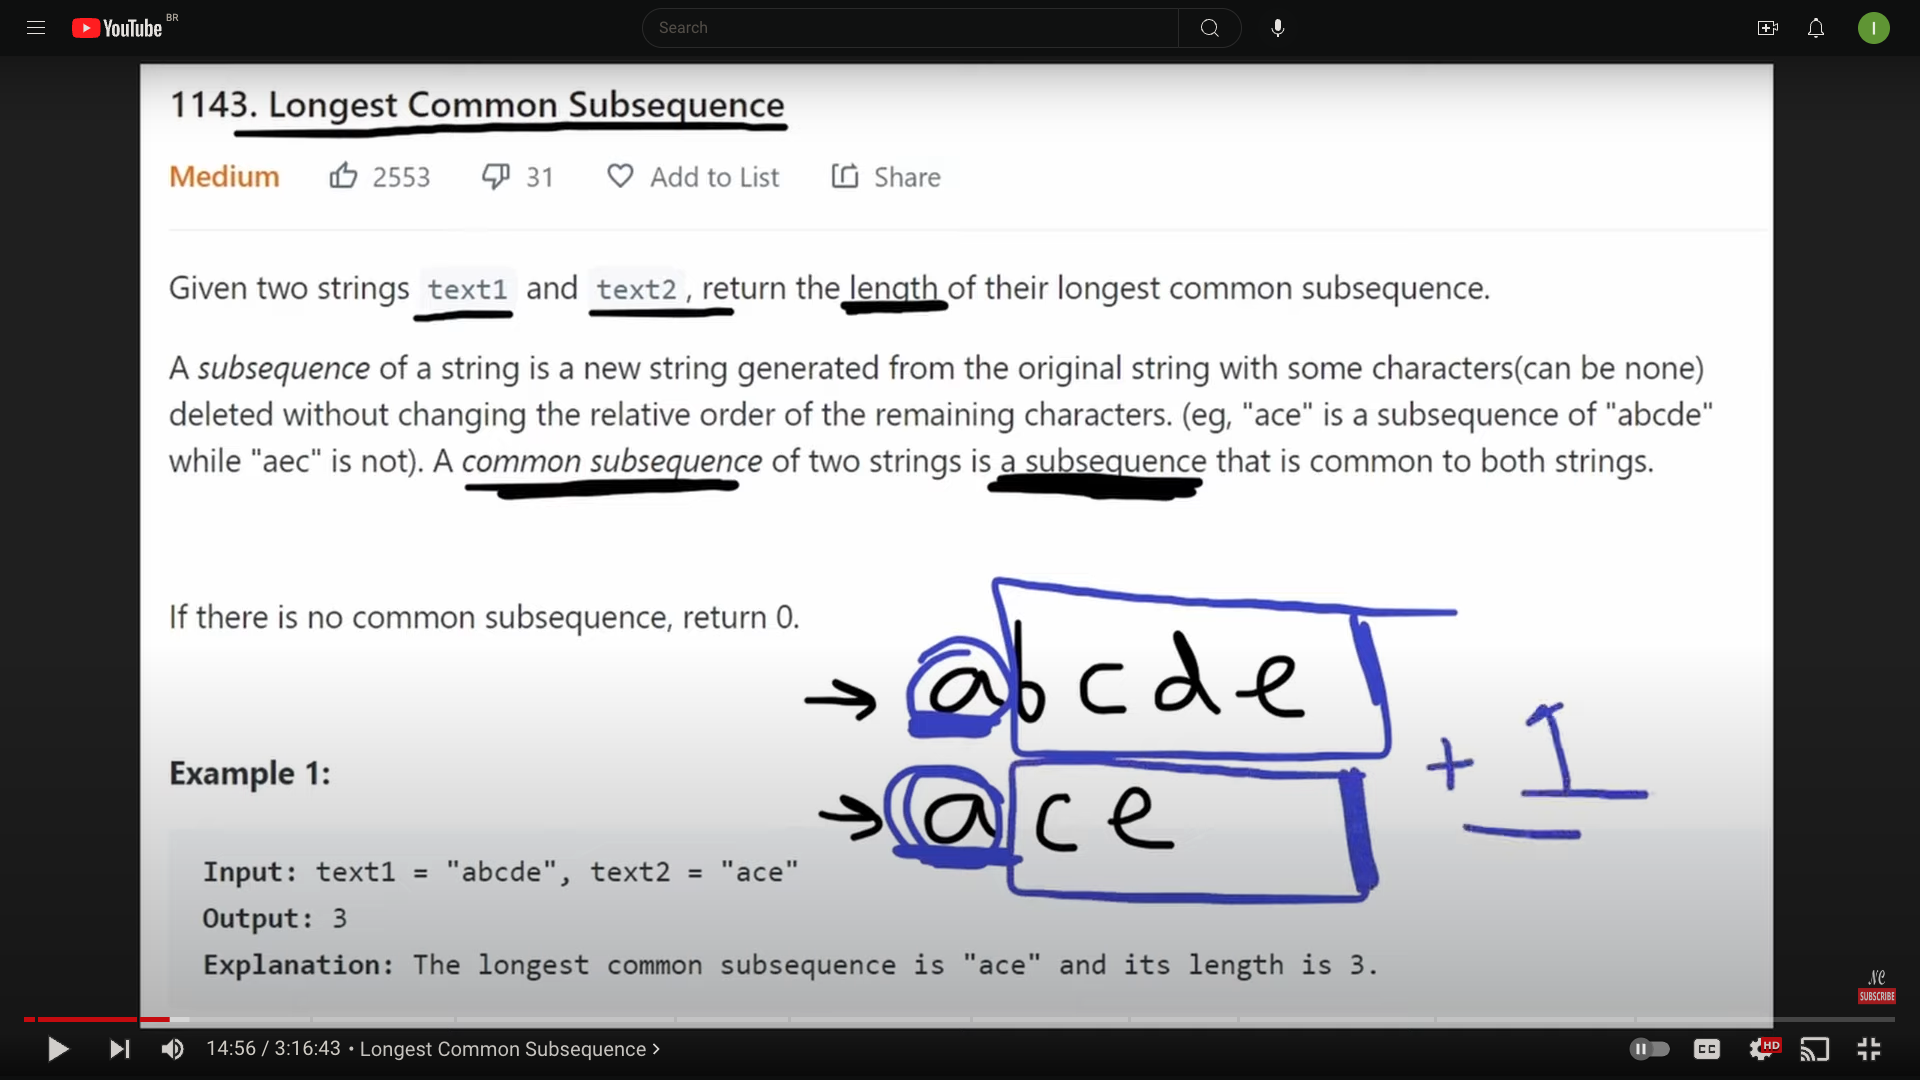 YouTube BR
Search
I
1143. Longest Common Subsequence
Medium 2553 31 Add to List Share
Given two strings text1 and text2, return the length of their longest common subsequence.
A subsequence of a string is a new string generated from the original string with some characters(can be none)
deleted without changing the relative order of the remaining characters. (eg, "ace" is a subsequence of "abcde"
while "aec" is not). A common subsequence of two strings is a subsequence that is common to both strings.
If there is no common subsequence, return 0.
→ abcde
+ 1
→ ace
Example 1:
Input: text1 = "abcde", text2 = "ace"
Output: 3
Explanation: The longest common subsequence is "ace" and its length is 3.
NC
SUBSCRIBE
14:56 / 3:16:43 • Longest Common Subsequence >
CC HD